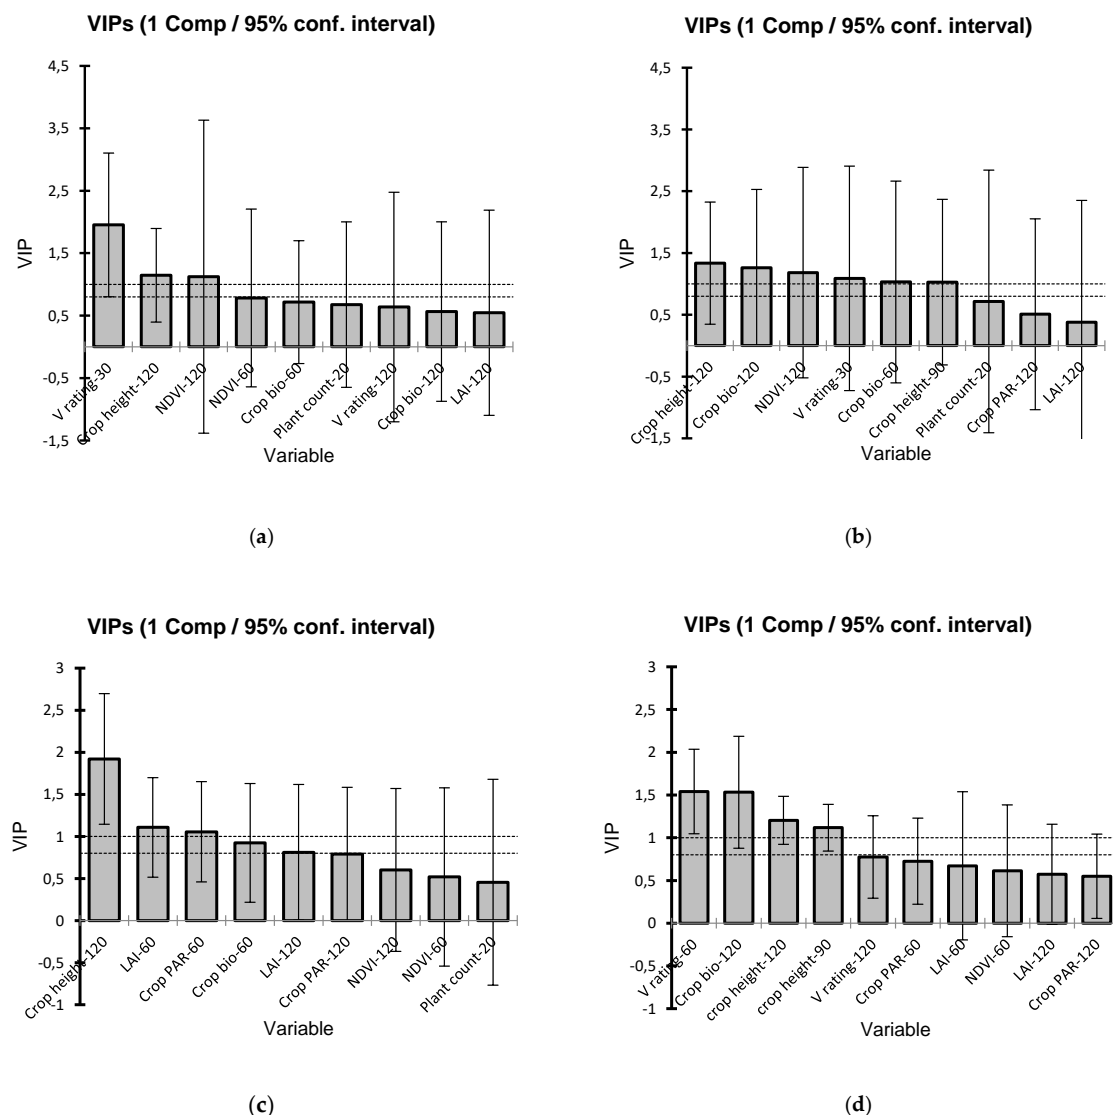 VIPs (1 Comp / 95% conf. interval)
4,5
3,5
2,5
1,5
0,5
-0,5
-1,5
VIP
V rating-30
Crop height-120
NDVI-120
NDVI-60
Crop bio-60
Plant count-20
V rating-120
Crop bio-120
LAI-120
Variable
(a)
VIPs (1 Comp / 95% conf. interval)
4,5
3,5
2,5
1,5
0,5
-0,5
-1,5
VIP
Crop height-120
Crop bio-120
NDVI-120
V rating-30
Crop bio-60
Crop height-90
Plant count-20
Crop PAR-120
LAI-120
Variable
(b)
VIPs (1 Comp / 95% conf. interval)
3
2,5
2
1,5
1
0,5
0
-0,5
-1
VIP
Crop height-120
LAI-60
Crop PAR-60
Crop bio-60
LAI-120
Crop PAR-120
NDVI-120
NDVI-60
Plant count-20
Variable
(c)
VIPs (1 Comp / 95% conf. interval)
3
2,5
2
1,5
1
0,5
0
-0,5
-1
VIP
V rating-60
Crop bio-120
crop height-120
crop height-90
V rating-120
Crop PAR-60
LAI-60
NDVI-60
LAI-120
Crop PAR-120
Variable
(d)